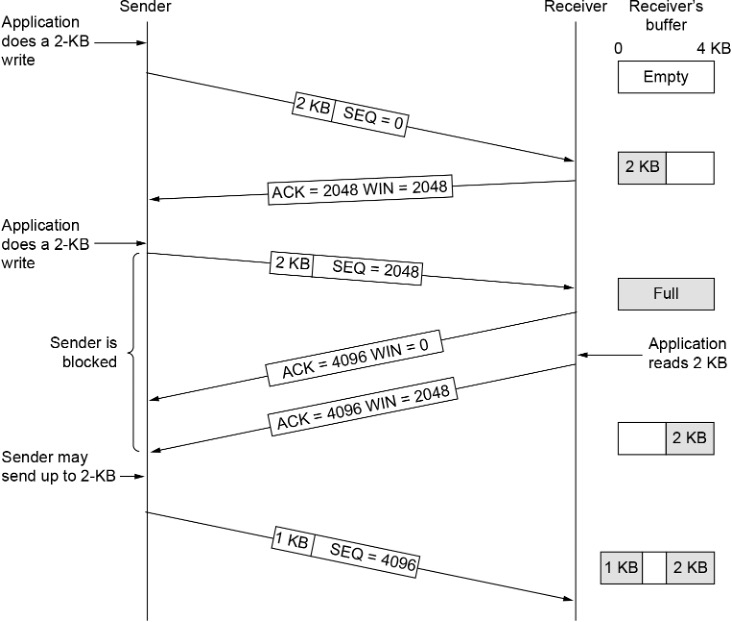 Sender
Receiver
Receiver's
buffer
Application
does a 2-KB
write
0
4 KB
Empty
2 KB
SEQ = 0
2 KB
ACK = 2048 WIN = 2048
Application
does a 2-KB
write
2 KB
SEQ = 2048
Full
Sender is
blocked
Application
reads 2 KB
ACK = 4096 WIN = 0
ACK = 4096 WIN = 2048
2 KB
Sender may
send up to 2-KB
1 KB
SEQ = 4096
1 KB
2 KB